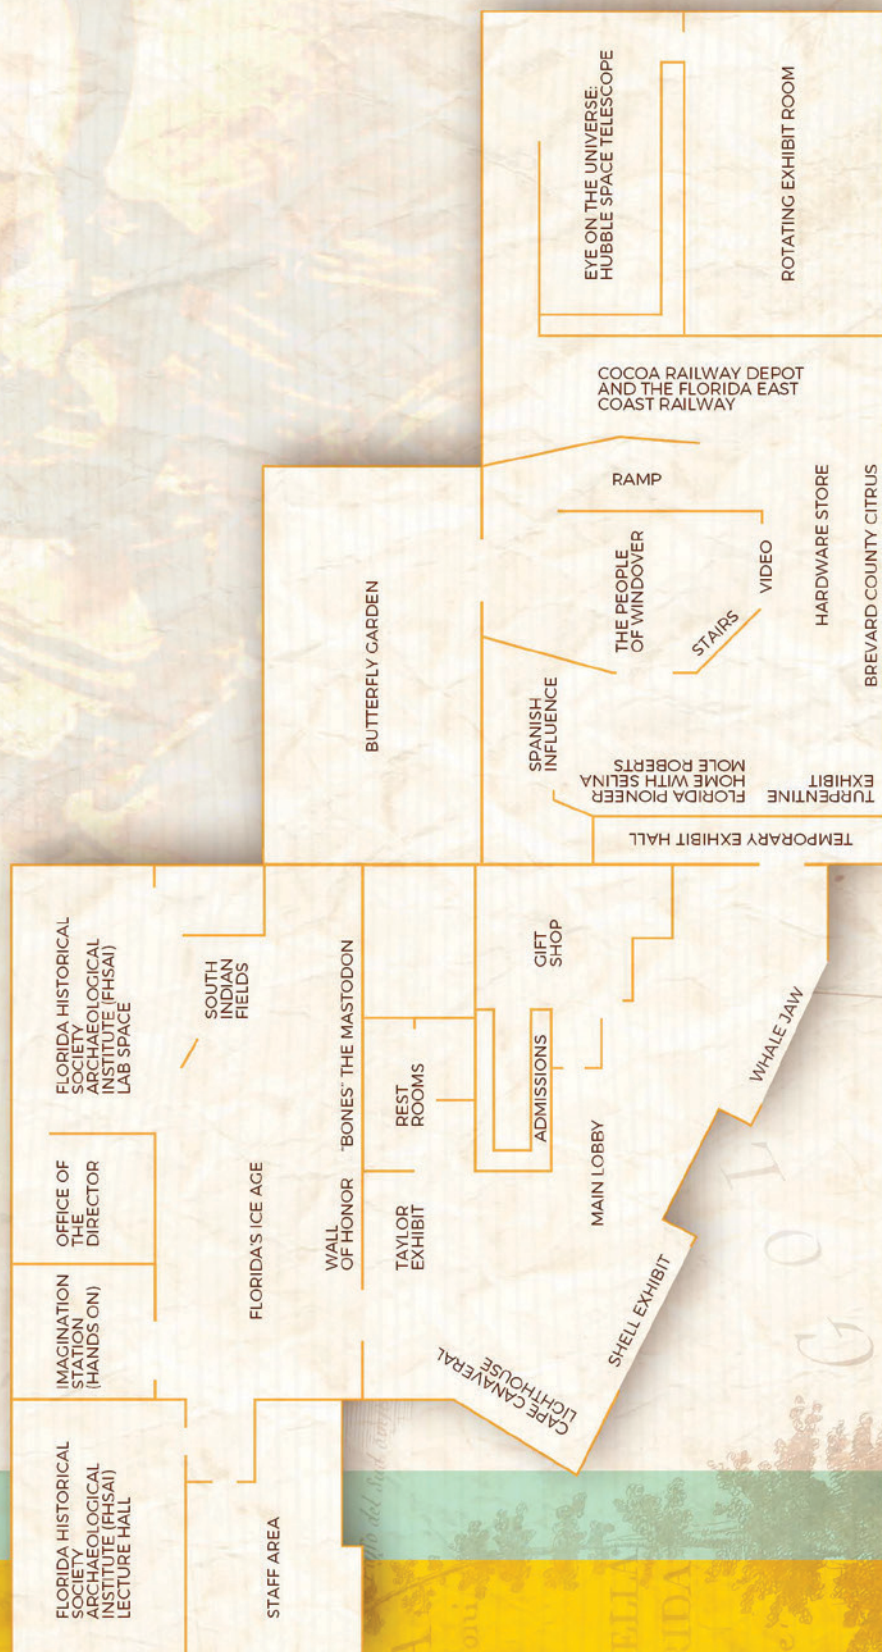 EYE ON THE UNIVERSE:
HUBBLE SPACE TELESCOPE
ROTATING EXHIBIT ROOM
COCOA RAILWAY DEPOT
AND THE FLORIDA EAST
COAST RAILWAY
RAMP
HARDWARE STORE
BREVARD COUNTY CITRUS
THE PEOPLE
OF WINDOVER
VIDEO
STAIRS
BUTTERFLY GARDEN
SPANISH
INFLUENCE
FLORIDA PIONEER
HOME WITH SELINA
MOLE ROBERTS
TURPENTINE
EXHIBIT
TEMPORARY EXHIBIT HALL
FLORIDA HISTORICAL
SOCIETY
ARCHAEOLOGICAL
INSTITUTE (FHSAI)
LAB SPACE
SOUTH
INDIAN
FIELDS
"BONES" THE MASTODON
GIFT
SHOP
REST
ROOMS
ADMISSIONS
WHALE JAW
OFFICE OF
THE
DIRECTOR
FLORIDA'S ICE AGE
WALL
OF HONOR
TAYLOR
EXHIBIT
MAIN LOBBY
IMAGINATION
STATION
(HANDS ON)
SHELL EXHIBIT
CAPE CANAVERAL
LIGHTHOUSE
FLORIDA HISTORICAL
SOCIETY
ARCHAEOLOGICAL
INSTITUTE (FHSAI)
LECTURE HALL
STAFF AREA
L
O
G